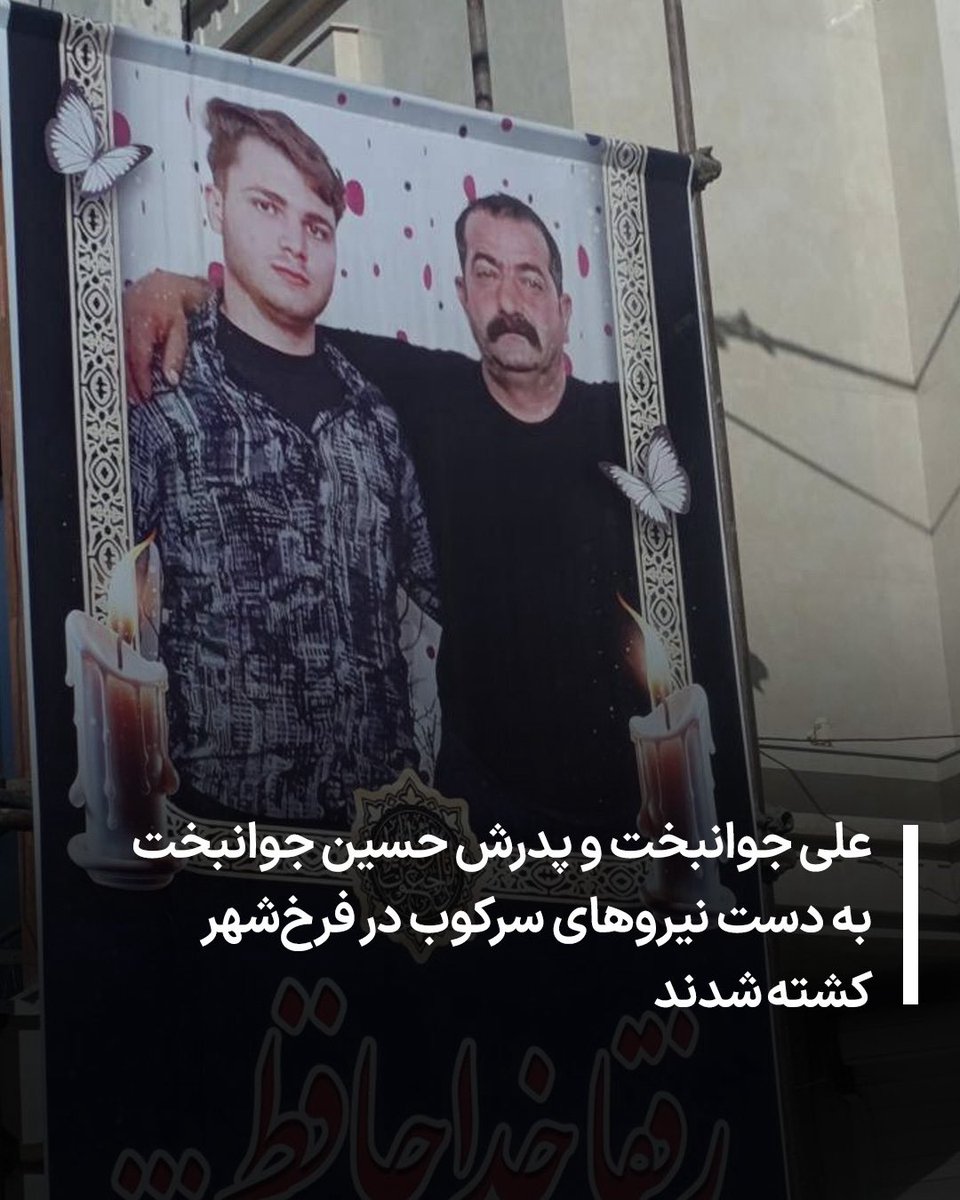 علی جوانبخت و پدرش حسین جوانبخت
به دست نیروهای سرکوب در فرخ‌شهر
کشته شدند
رفقا خداحافظ...